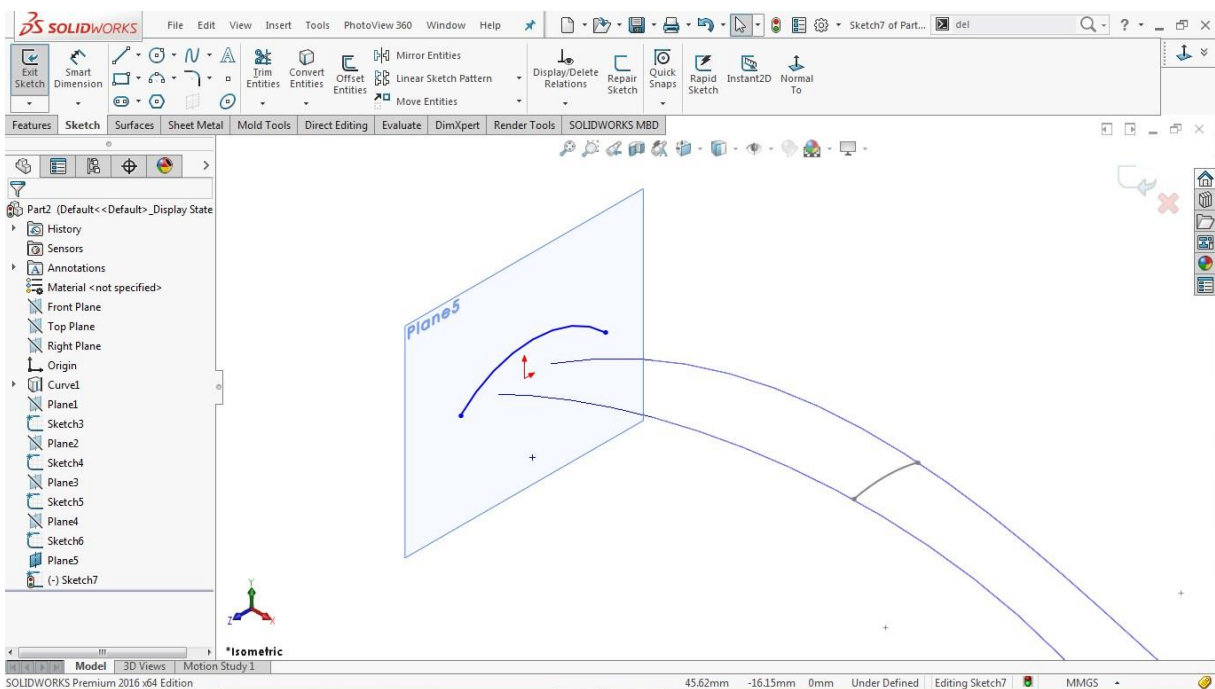 SOLIDWORKS File Edit View Insert Tools PhotoView 360 Window Help Sketch7 of Part... del
Exit Sketch
Smart Dimension
Trim Entities
Convert Entities
Offset Entities
Mirror Entities
Linear Sketch Pattern
Move Entities
Display/Delete Relations
Repair Sketch
Quick Snaps
Rapid Sketch
Instant2D
Normal To
Features Sketch Surfaces Sheet Metal Mold Tools Direct Editing Evaluate DimXpert Render Tools SOLIDWORKS MBD
Part2 (Default<<Default>_Display State
History
Sensors
Annotations
Material <not specified>
Front Plane
Top Plane
Right Plane
Origin
Curve1
Plane1
Sketch3
Plane2
Sketch4
Plane3
Sketch5
Plane4
Sketch6
Plane5
(-) Sketch7
Plane5
Y
Z
X
*Isometric
Model 3D Views Motion Study 1
SOLIDWORKS Premium 2016 x64 Edition 45.62mm -16.15mm 0mm Under Defined Editing Sketch7 MMGS